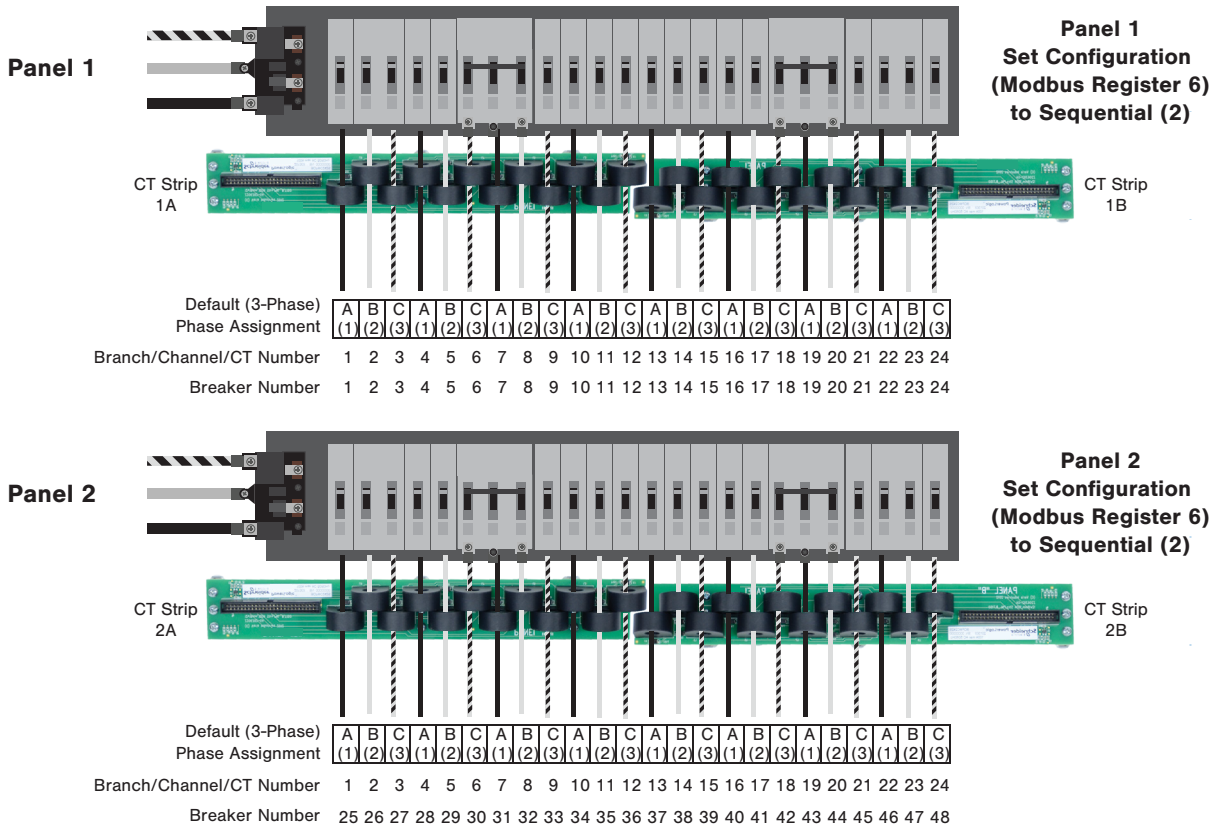 Panel 1
Panel 1
Set Configuration
(Modbus Register 6)
to Sequential (2)
CT Strip
1A
CT Strip
1B
Default (3-Phase)
Phase Assignment
A B C A B C A B C A B C A B C A B C A B C A B C
(1) (2) (3) (1) (2) (3) (1) (2) (3) (1) (2) (3) (1) (2) (3) (1) (2) (3) (1) (2) (3) (1) (2) (3)
Branch/Channel/CT Number 1 2 3 4 5 6 7 8 9 10 11 12 13 14 15 16 17 18 19 20 21 22 23 24
Breaker Number 1 2 3 4 5 6 7 8 9 10 11 12 13 14 15 16 17 18 19 20 21 22 23 24
Panel 2
Panel 2
Set Configuration
(Modbus Register 6)
to Sequential (2)
PANEL "B"
CT Strip
2A
CT Strip
2B
Default (3-Phase)
Phase Assignment
A B C A B C A B C A B C A B C A B C A B C A B C
(1) (2) (3) (1) (2) (3) (1) (2) (3) (1) (2) (3) (1) (2) (3) (1) (2) (3) (1) (2) (3) (1) (2) (3)
Branch/Channel/CT Number 1 2 3 4 5 6 7 8 9 10 11 12 13 14 15 16 17 18 19 20 21 22 23 24
Breaker Number 25 26 27 28 29 30 31 32 33 34 35 36 37 38 39 40 41 42 43 44 45 46 47 48